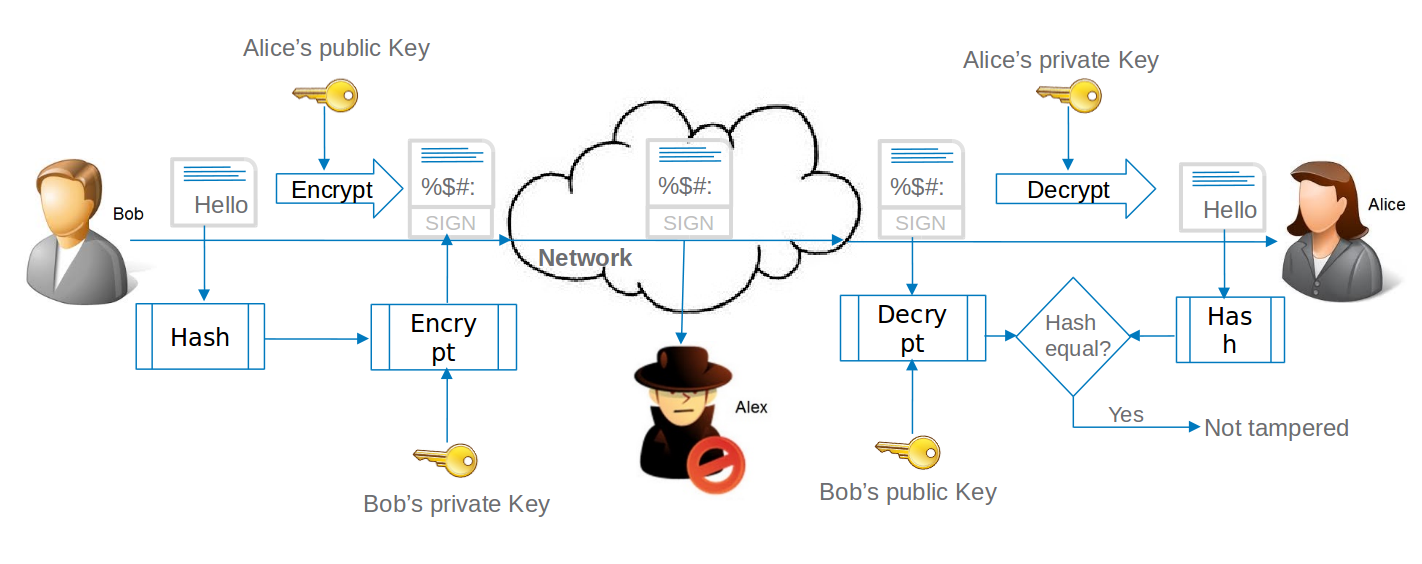 Alice’s public Key
Alice’s private Key
Bob
Hello
Encrypt
%$#:
SIGN
%$#:
SIGN
%$#:
SIGN
Decrypt
Hello
Alice
Network
Hash
Encry
pt
Decry
pt
Hash
equal?
Has
h
Alex
Yes
Not tampered
Bob’s private Key
Bob’s public Key